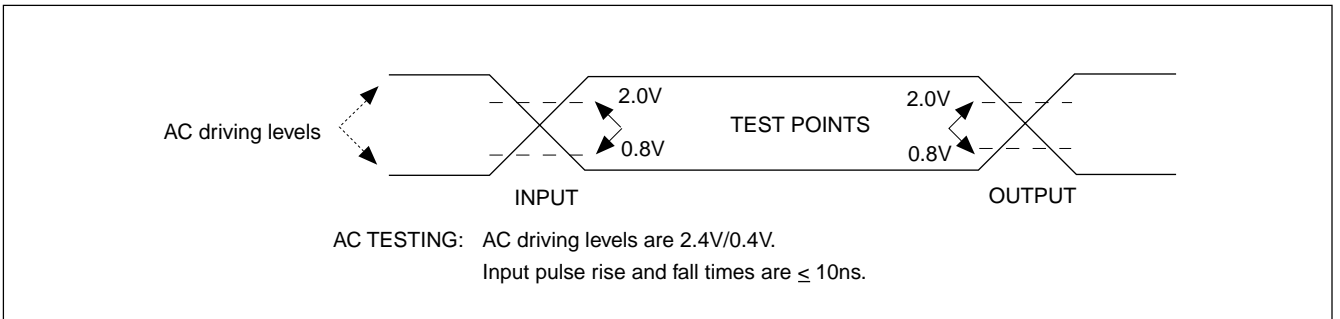 2.0V
2.0V
AC driving levels
TEST POINTS
0.8V
0.8V
INPUT
OUTPUT
AC TESTING: AC driving levels are 2.4V/0.4V.
Input pulse rise and fall times are ≤ 10ns.